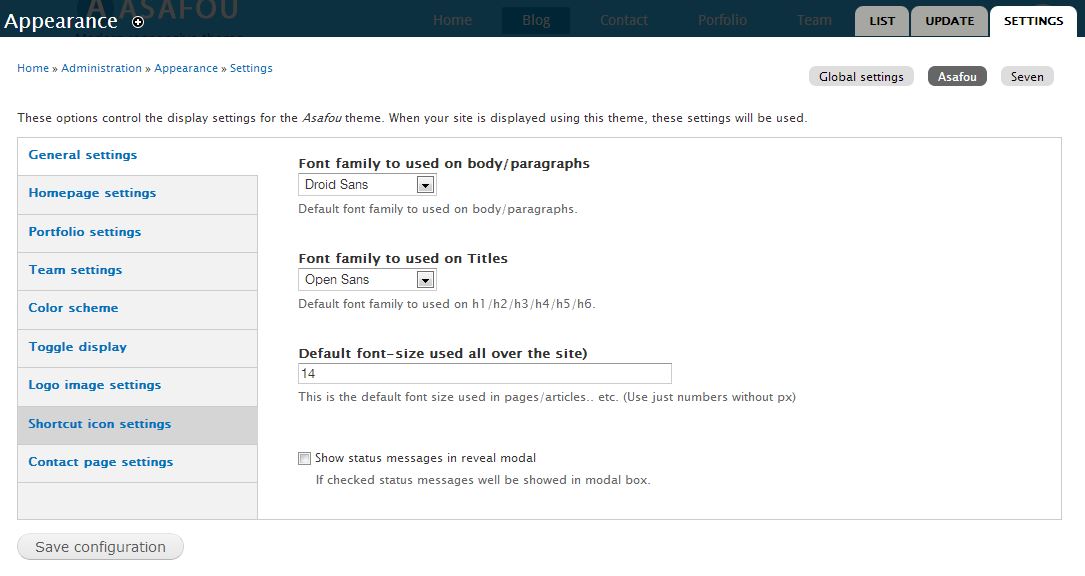 ASAFOU
Appearance
Home Blog Contact Porfolio Team
LIST UPDATE SETTINGS
Home » Administration » Appearance » Settings
Global settings Asafou Seven
These options control the display settings for the Asafou theme. When your site is displayed using this theme, these settings will be used.
General settings
Homepage settings
Portfolio settings
Team settings
Color scheme
Toggle display
Logo image settings
Shortcut icon settings
Contact page settings
Font family to used on body/paragraphs
Droid Sans
Default font family to used on body/paragraphs.
Font family to used on Titles
Open Sans
Default font family to used on h1/h2/h3/h4/h5/h6.
Default font-size used all over the site)
14
This is the default font size used in pages/articles.. etc. (Use just numbers without px)
Show status messages in reveal modal
If checked status messages well be showed in modal box.
Save configuration